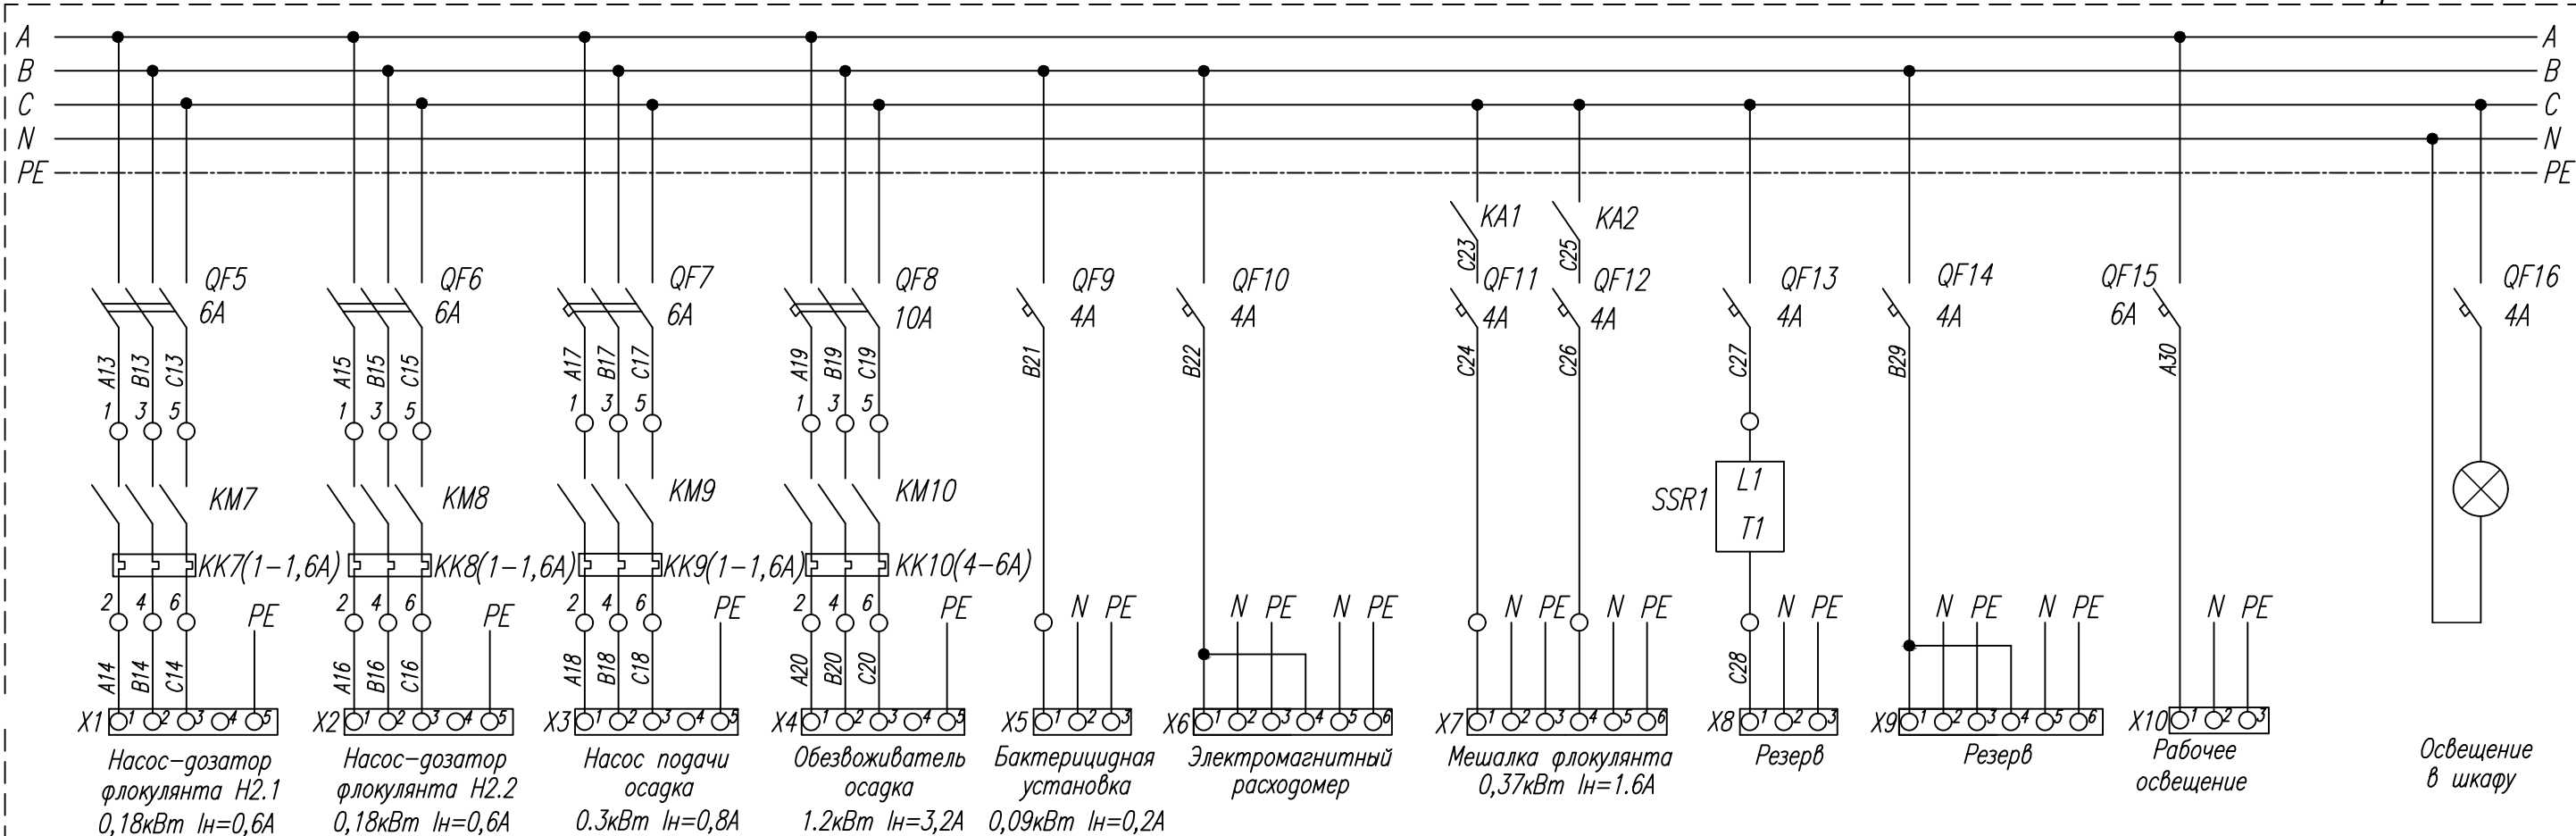 A A
B B
C C
N N
PE PE
KA1 KA2
C23 C25
QF5 QF6 QF7 QF8 QF9 QF10 QF11 QF12 QF13 QF14 QF15 QF16
6A 6A 6A 10A 4A 4A 4A 4A 4A 4A 6A 4A
A13 B13 C13 A15 B15 C15 A17 B17 C17 A19 B19 C19 B21 B22 C24 C26 C27 B29 A30
1 3 5 1 3 5 1 3 5 1 3 5
KM7 KM8 KM9 KM10 SSR1 L1
T1
KK7(1-1,6A) KK8(1-1,6A) KK9(1-1,6A) KK10(4-6A)
2 4 6 PE 2 4 6 PE 2 4 6 PE 2 4 6 PE N PE N PE N PE N PE N PE N PE N PE N PE N PE
A14 B14 C14 A16 B16 C16 A18 B18 C18 A20 B20 C20 C28
X1 1 2 3 4 5 X2 1 2 3 4 5 X3 1 2 3 4 5 X4 1 2 3 4 5 X5 1 2 3 X6 1 2 3 4 5 6 X7 1 2 3 4 5 6 X8 1 2 3 X9 1 2 3 4 5 6 X10 1 2 3
Насос-дозатор
флокулянта Н2.1
0,18кВт Iн=0,6А
Насос-дозатор
флокулянта Н2.2
0,18кВт Iн=0,6А
Насос подачи
осадка
0.3кВт Iн=0,8А
Обезвоживатель
осадка
1.2кВт Iн=3,2А
Бактерицидная
установка
0,09кВт Iн=0,2А
Электромагнитный
расходомер
Мешалка флокулянта
0,37кВт Iн=1.6А
Резерв
Резерв
Рабочее
освещение
Освещение
в шкафу